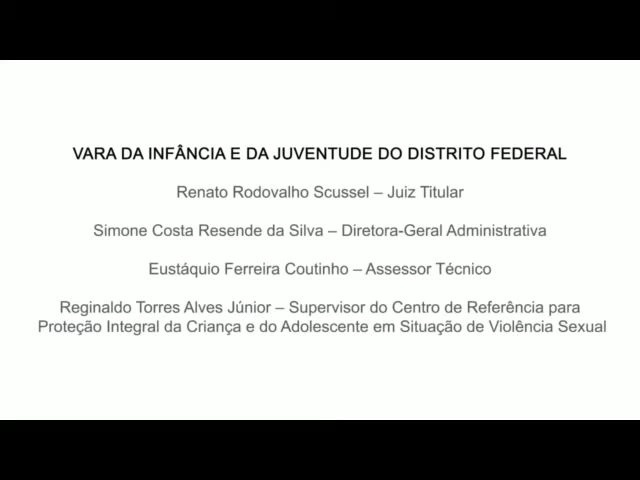 VARA DA INFÂNCIA E DA JUVENTUDE DO DISTRITO FEDERAL
Renato Rodovalho Scussel – Juiz Titular
Simone Costa Resende da Silva – Diretora-Geral Administrativa
Eustáquio Ferreira Coutinho – Assessor Técnico
Reginaldo Torres Alves Júnior – Supervisor do Centro de Referência para
Proteção Integral da Criança e do Adolescente em Situação de Violência Sexual